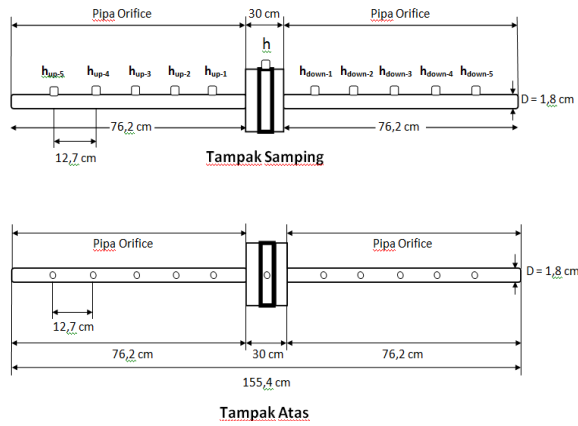 Pipa Orifice 30 cm Pipa Orifice
h
hup-5 hup-4 hup-3 hup-2 hup-1 hdown-1 hdown-2 hdown-3 hdown-4 hdown-5
D = 1,8 cm
76,2 cm 76,2 cm
12,7 cm
Tampak Samping
Pipa Orifice Pipa Orifice
D = 1,8 cm
12,7 cm
76,2 cm 30 cm 76,2 cm
155,4 cm
Tampak Atas